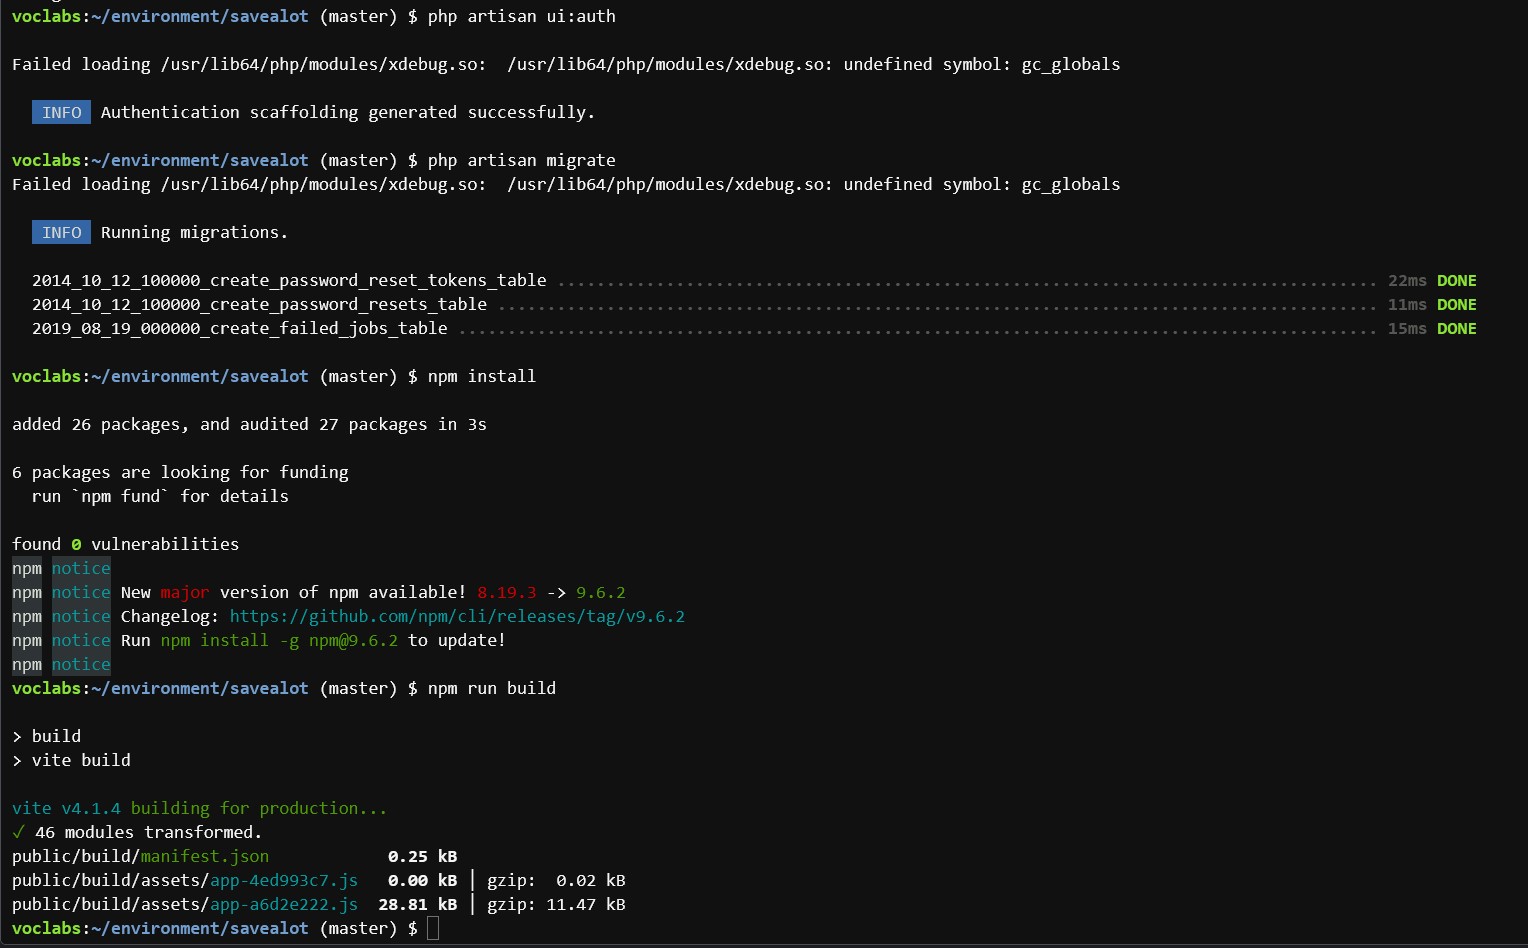 voclabs:~/environment/savealot (master) $ php artisan ui:auth
Failed loading /usr/lib64/php/modules/xdebug.so:  /usr/lib64/php/modules/xdebug.so: undefined symbol: gc_globals
INFO Authentication scaffolding generated successfully.
voclabs:~/environment/savealot (master) $ php artisan migrate
Failed loading /usr/lib64/php/modules/xdebug.so:  /usr/lib64/php/modules/xdebug.so: undefined symbol: gc_globals
INFO Running migrations.
2014_10_12_100000_create_password_reset_tokens_table ................................................................................... 22ms DONE
2014_10_12_100000_create_password_resets_table ......................................................................................... 11ms DONE
2019_08_19_000000_create_failed_jobs_table ............................................................................................. 15ms DONE
voclabs:~/environment/savealot (master) $ npm install
added 26 packages, and audited 27 packages in 3s
6 packages are looking for funding
run `npm fund` for details
found 0 vulnerabilities
npm notice
npm notice New major version of npm available! 8.19.3 -> 9.6.2
npm notice Changelog: https://github.com/npm/cli/releases/tag/v9.6.2
npm notice Run npm install -g npm@9.6.2 to update!
npm notice
voclabs:~/environment/savealot (master) $ npm run build
> build
> vite build
vite v4.1.4 building for production...
✓ 46 modules transformed.
public/build/manifest.json             0.25 kB
public/build/assets/app-4ed993c7.js   0.00 kB │ gzip:  0.02 kB
public/build/assets/app-a6d2e222.js  28.81 kB │ gzip: 11.47 kB
voclabs:~/environment/savealot (master) $